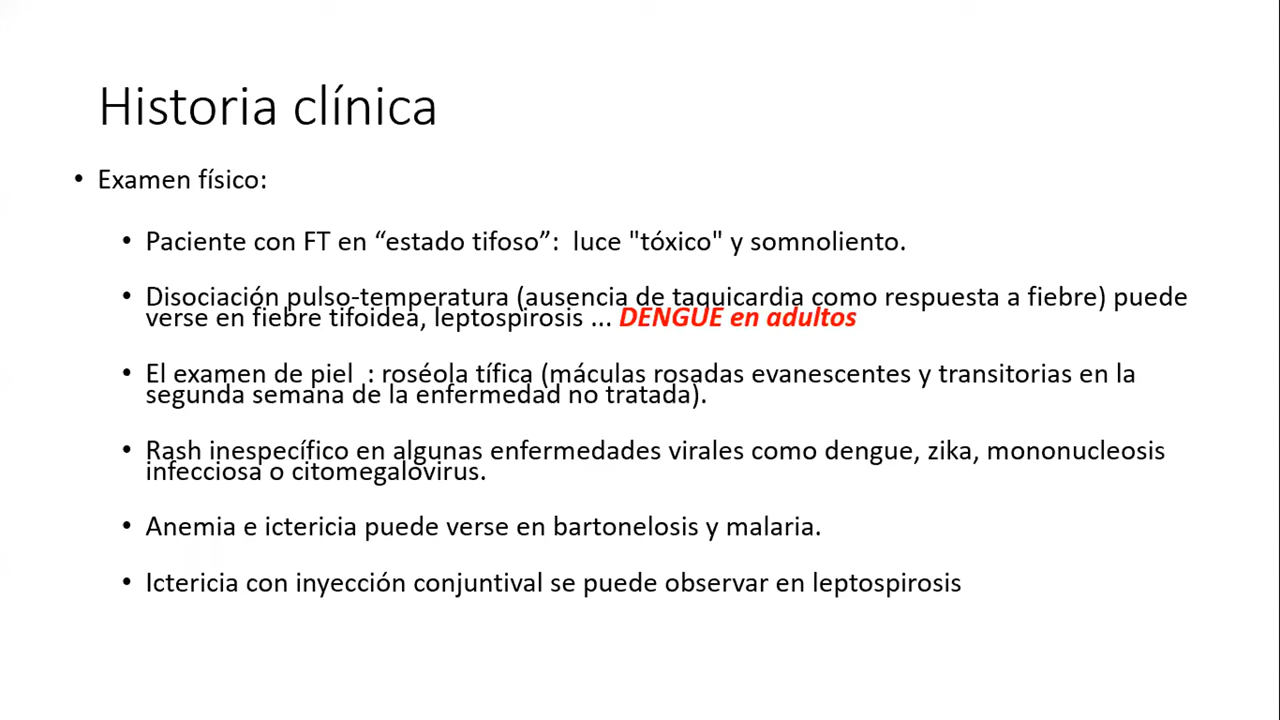 Historia clínica
• Examen físico:
• Paciente con FT en “estado tifoso”:  luce "tóxico" y somnoliento.
• Disociación pulso-temperatura (ausencia de taquicardia como respuesta a fiebre) puede
verse en fiebre tifoidea, leptospirosis ... DENGUE en adultos
• El examen de piel  : roséola tífica (máculas rosadas evanescentes y transitorias en la
segunda semana de la enfermedad no tratada).
• Rash inespecífico en algunas enfermedades virales como dengue, zika, mononucleosis
infecciosa o citomegalovirus.
• Anemia e ictericia puede verse en bartonelosis y malaria.
• Ictericia con inyección conjuntival se puede observar en leptospirosis